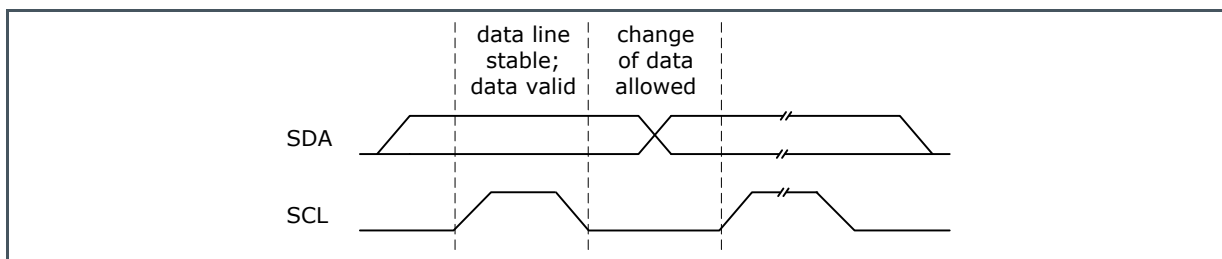 data line
stable;
data valid
change
of data
allowed
SDA
SCL